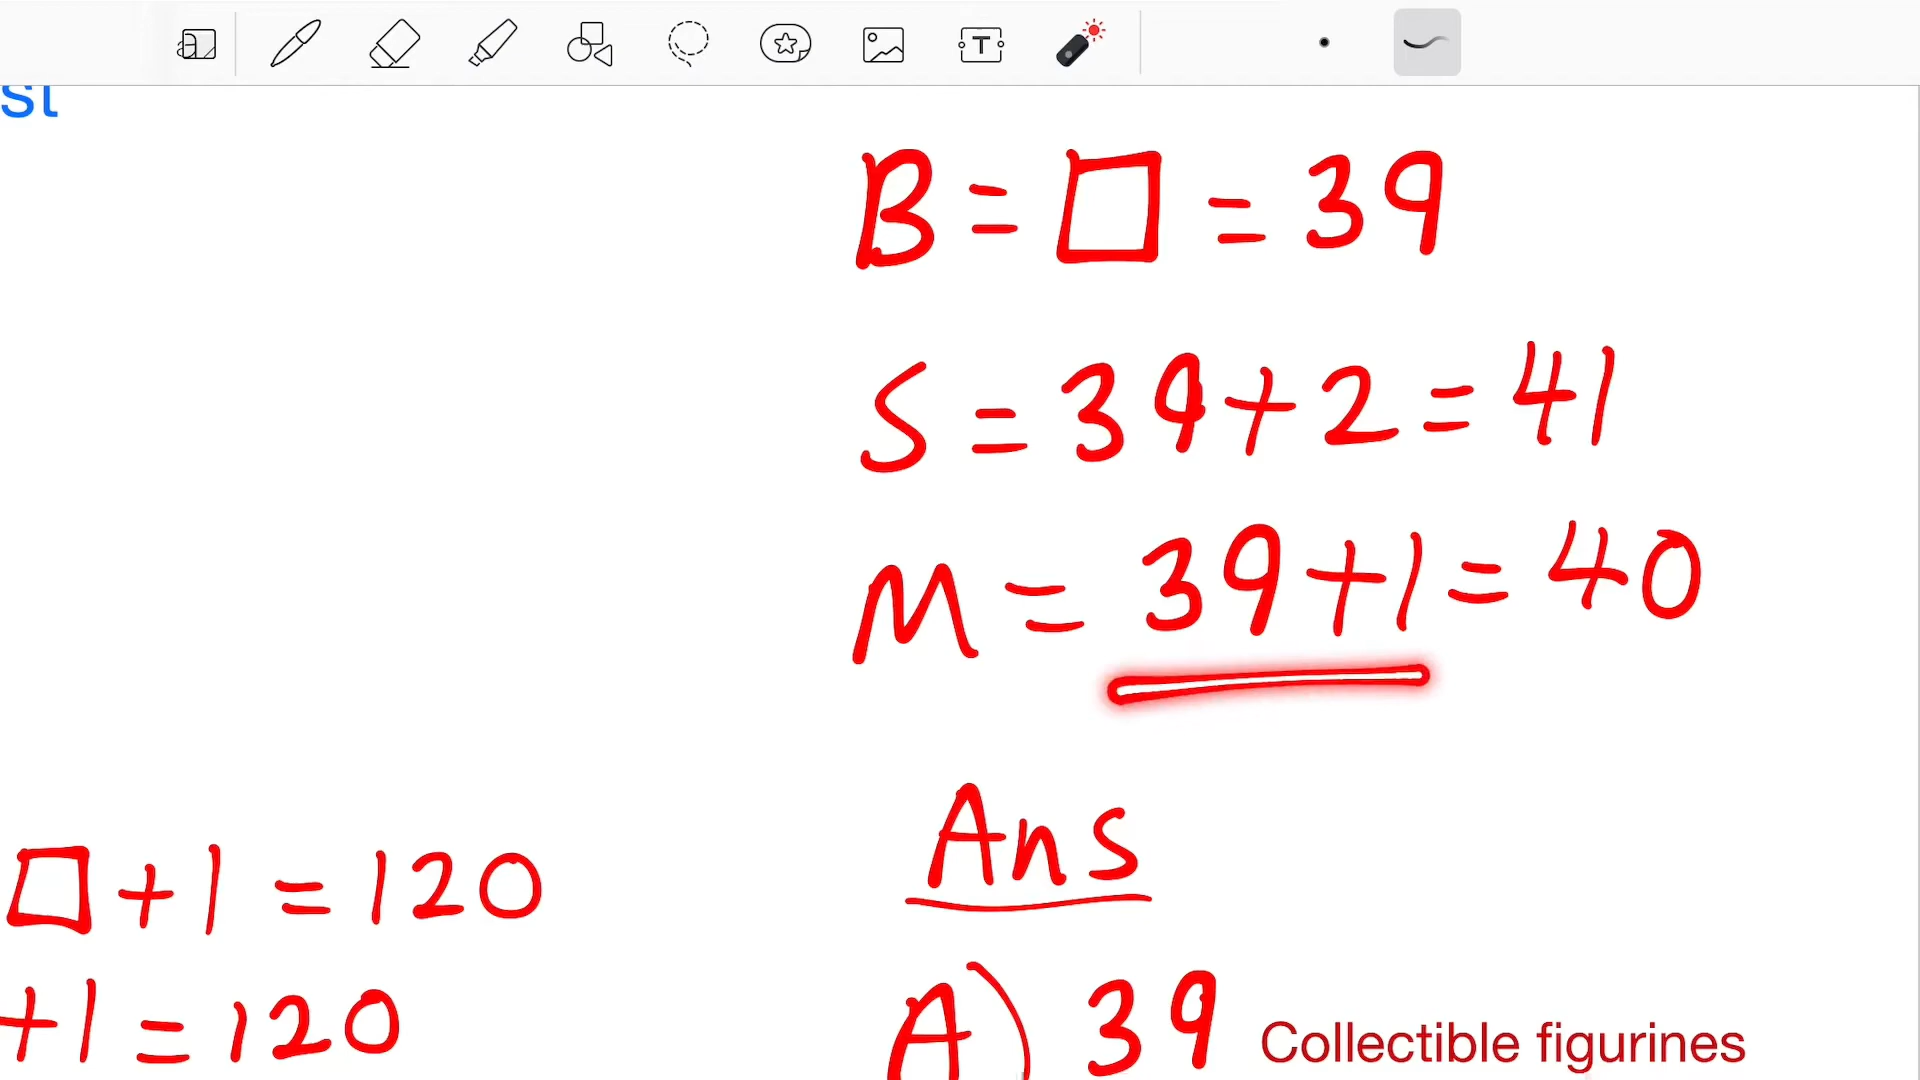 st
B = □ = 39
S = 39 + 2 = 41
M = 39 + 1 = 40
Ans
□ + 1 = 120
+ 1 = 120
A) 39 Collectible figurines